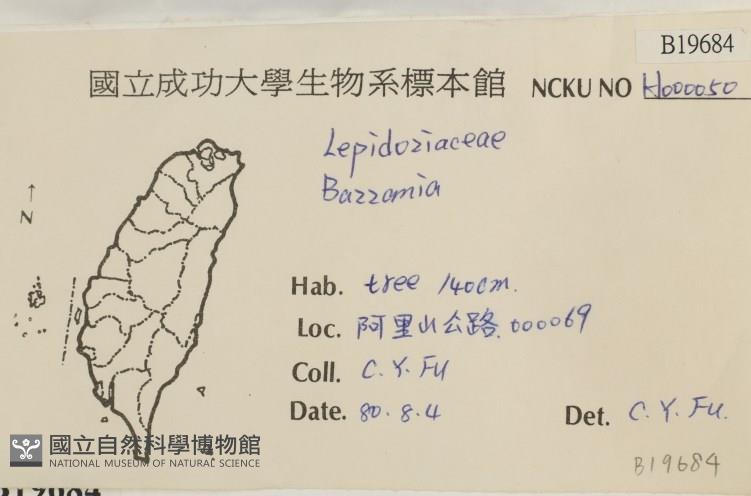 B19684
國立成功大學生物系標本館 NCKU NO H000050
Lepidoziaceae
Bazzamia
↑
N
Hab. tree 140cm.
Loc. 阿里山公路. 000069
Coll. C. Y. FU
Date. 80. 8. 4
Det. C. Y. FU.
國立自然科學博物館
NATIONAL MUSEUM OF NATURAL SCIENCE
B19684
B19684